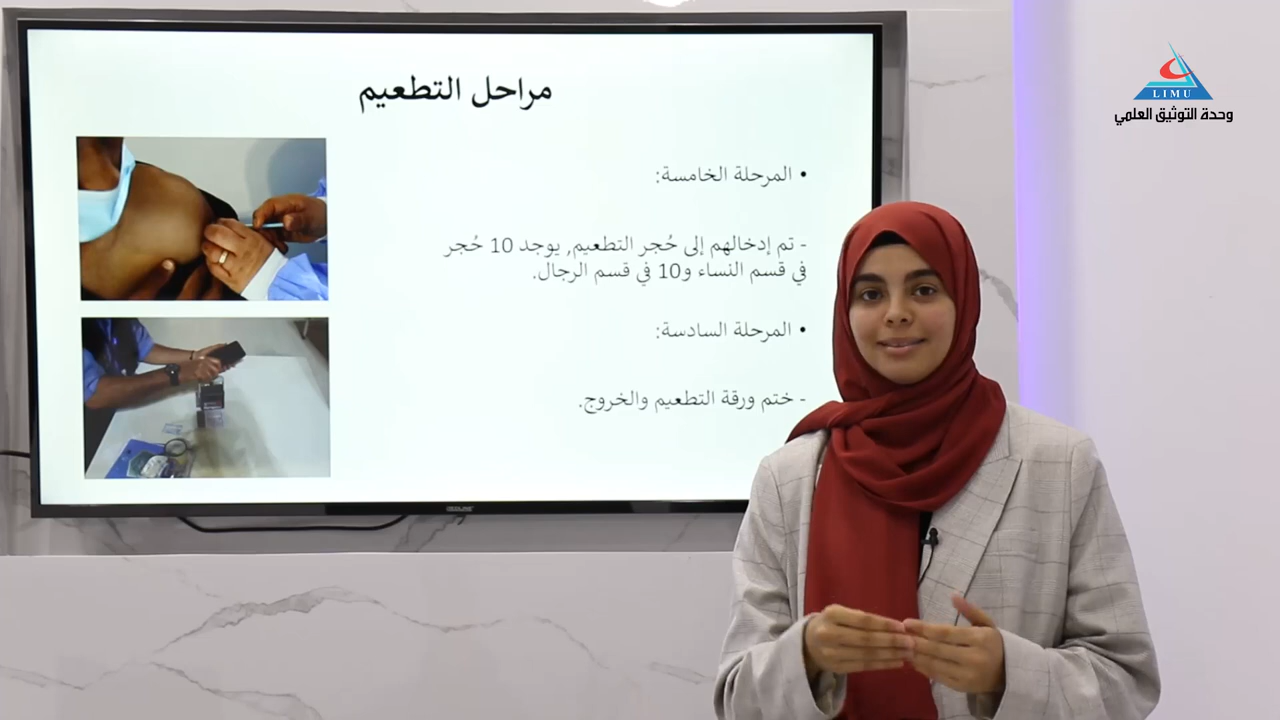 مراحل التطعيم
• المرحلة الخامسة:
- تم إدخالهم إلى حُجر التطعيم, يوجد 10 حُجر
في قسم النساء و10 في قسم الرجال.
• المرحلة السادسة:
- ختم ورقة التطعيم والخروج.
LIMU
وحدة التوثيق العلمي